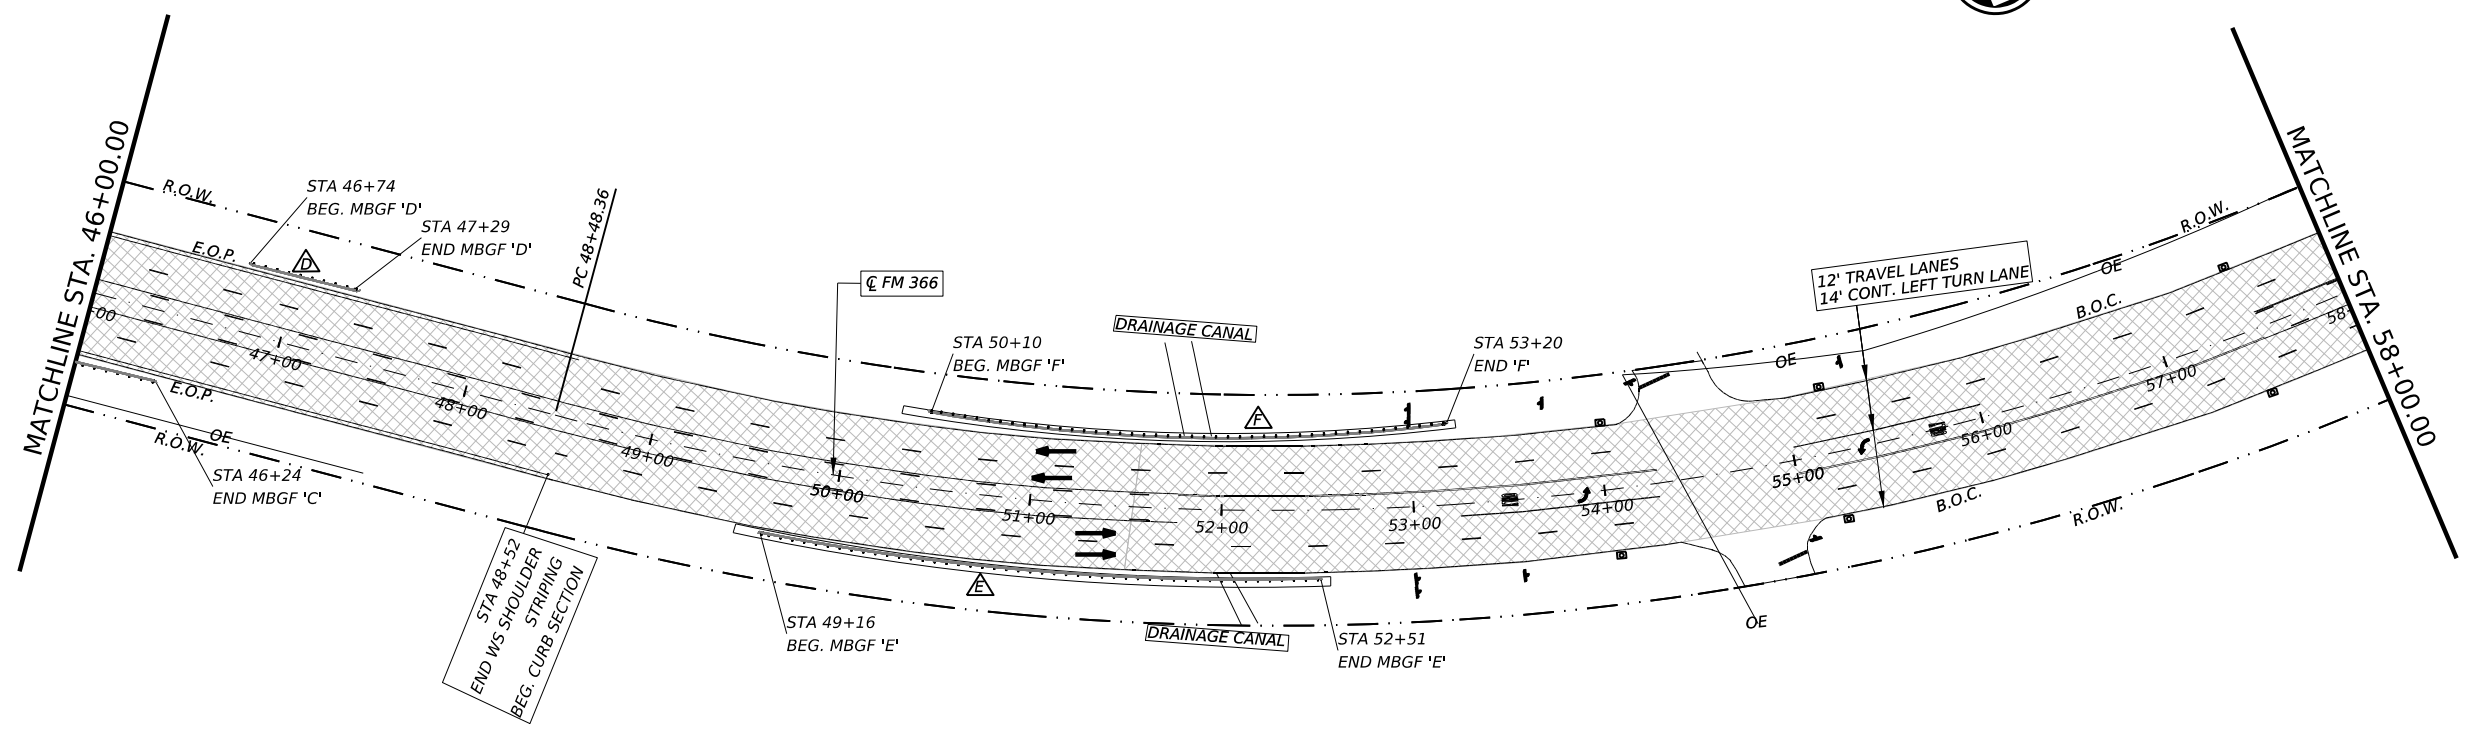 MATCHLINE STA. 46+00.00
R.O.W.
STA 46+74
BEG. MBGF 'D'
STA 47+29
END MBGF 'D'
D
E.O.P.
PC 48+48.36
℄ FM 366
STA 50+10
BEG. MBGF 'F'
DRAINAGE CANAL
F
STA 53+20
END 'F'
12' TRAVEL LANES
14' CONT. LEFT TURN LANE
OE
OE
B.O.C.
R.O.W.
MATCHLINE STA. 58+00.00
+00
47+00
48+00
49+00
50+00
51+00
52+00
53+00
54+00
55+00
56+00
57+00
58
E.O.P.
OE
R.O.W.
STA 46+24
END MBGF 'C'
STA 48+52
END WS SHOULDER
STRIPING
BEG. CURB SECTION
E
STA 49+16
BEG. MBGF 'E'
DRAINAGE CANAL
STA 52+51
END MBGF 'E'
OE
B.O.C.
R.O.W.